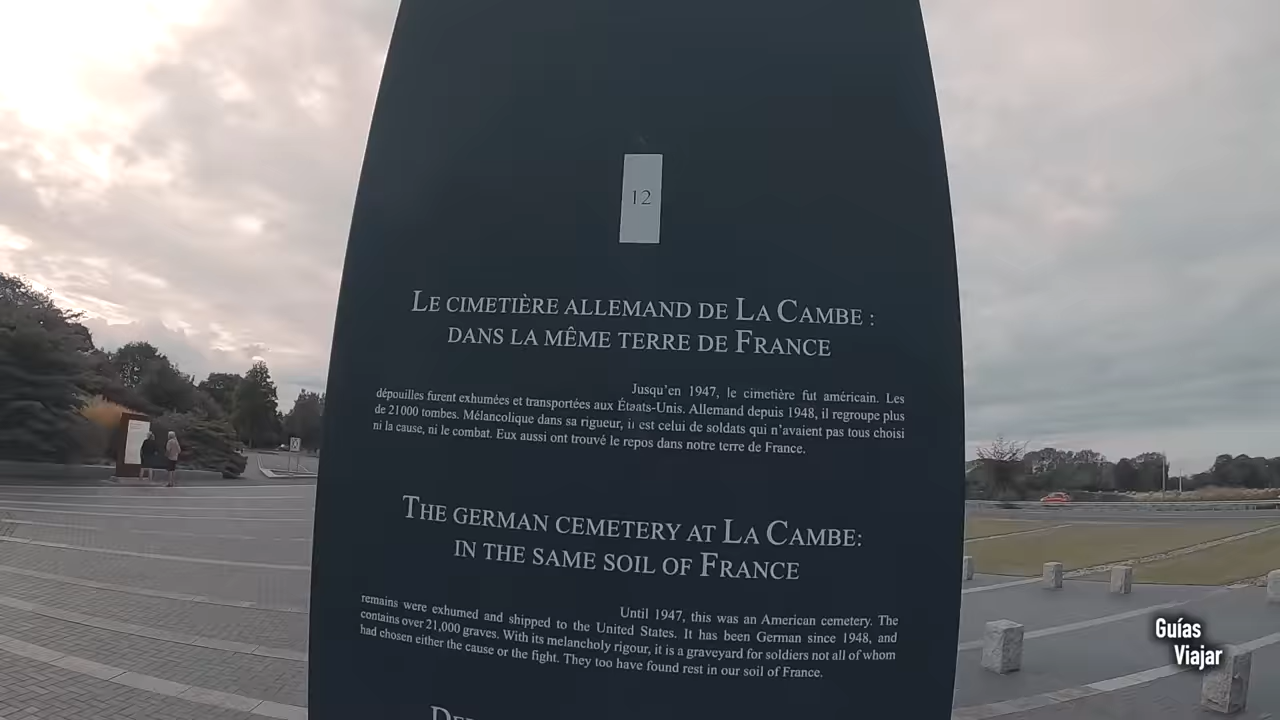 12
LE CIMETIÈRE ALLEMAND DE LA CAMBE :
DANS LA MÊME TERRE DE FRANCE
Jusqu'en 1947, le cimetière fut américain. Les
dépouilles furent exhumées et transportées aux Étaats-Unis. Allemand depuis 1948, il regroupe plus
de 21000 tombes. Mélancolique dans sa rigueur, il est celui de soldats qui n'avaient pas tous choisi
ni la cause, ni le combat. Eux aussi ont trouvé le repos dans notre terre de France.
THE GERMAN CEMETERY AT LA CAMBE:
IN THE SAME SOIL OF FRANCE
Until 1947, this was an American cemetery. The
remains were exhumed and shipped to the United States. It has been German since 1948, and
contains over 21,000 graves. With its melancholy rigour, it is a graveyard for soldiers not all of whom
had chosen either the cause or the fight. They too have found rest in our soil of France.
Guías
Viajar